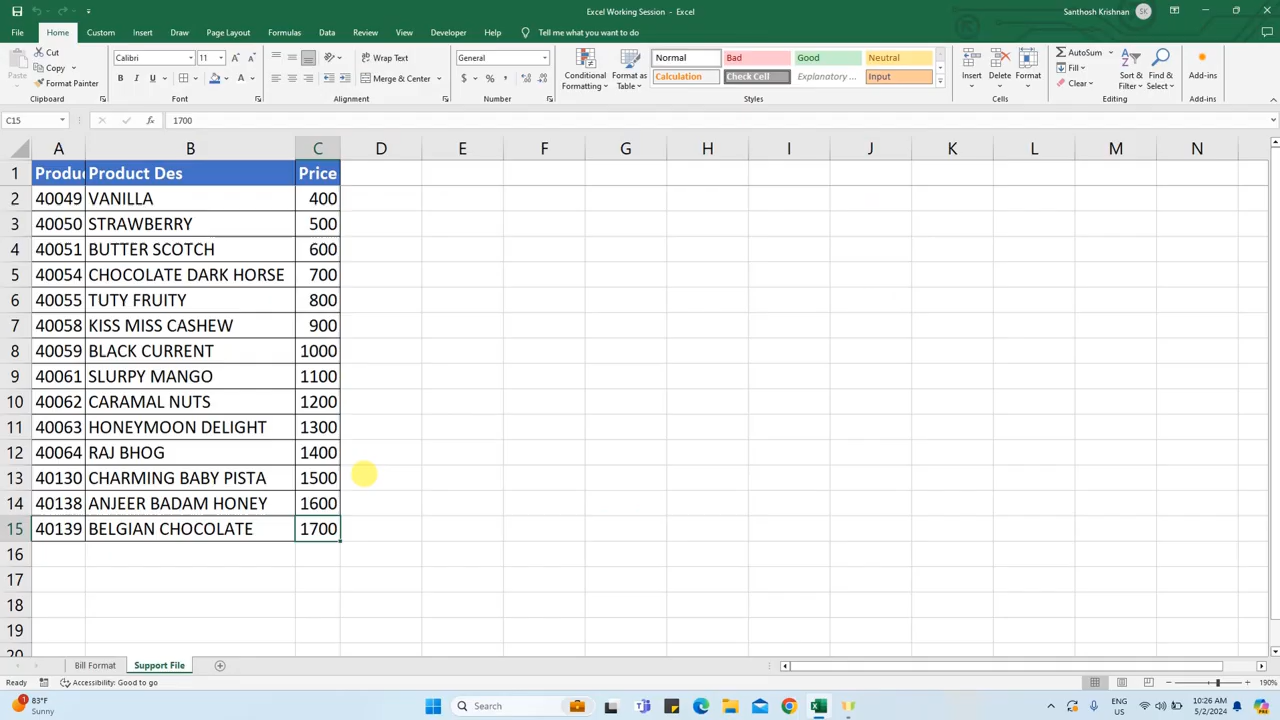 Excel Working Session - Excel
Santhosh Krishnan SK
File Home Custom Insert Draw Page Layout Formulas Data Review View Developer Help Tell me what you want to do
Paste
Cut
Copy
Format Painter
Clipboard
Calibri 11
B I U
Font
Wrap Text
Merge & Center
Alignment
General
$ % ,
Number
Conditional Formatting
Format as Table
Normal Bad Good Neutral
Calculation Check Cell Explanatory ... Input
Styles
Insert Delete Format
Cells
AutoSum
Fill
Clear
Sort & Filter
Find & Select
Editing
Add-ins
Add-ins
C15 fx 1700
A B C D E F G H I J K L M N
1 Produc Product Des Price
2 40049 VANILLA 400
3 40050 STRAWBERRY 500
4 40051 BUTTER SCOTCH 600
5 40054 CHOCOLATE DARK HORSE 700
6 40055 TUTY FRUITY 800
7 40058 KISS MISS CASHEW 900
8 40059 BLACK CURRENT 1000
9 40061 SLURPY MANGO 1100
10 40062 CARAMAL NUTS 1200
11 40063 HONEYMOON DELIGHT 1300
12 40064 RAJ BHOG 1400
13 40130 CHARMING BABY PISTA 1500
14 40138 ANJEER BADAM HONEY 1600
15 40139 BELGIAN CHOCOLATE 1700
16
17
18
19
20
Bill Format Support File
Ready Accessibility: Good to go 190%
83°F
Sunny
Search
ENG
US
10:26 AM
5/2/2024